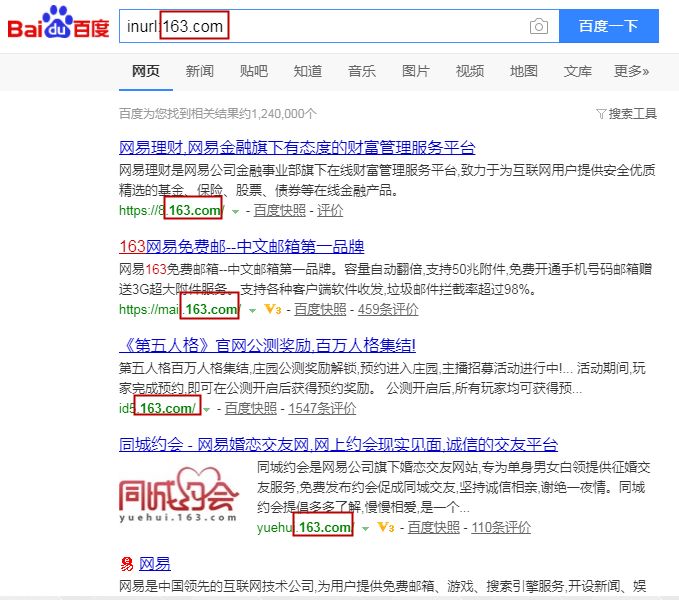 Bai du 百度
inurl:163.com
百度一下
网页 新闻 贴吧 知道 音乐 图片 视频 地图 文库 更多»
百度为您找到相关结果约1,240,000个 搜索工具
网易理财,网易金融旗下有态度的财富管理服务平台
网易理财是网易公司金融事业部旗下在线财富管理服务平台,致力于为互联网用户提供安全优质
精选的基金、保险、股票、债券等在线金融产品。
https://8.163.com/ - 百度快照 - 评价
163网易免费邮--中文邮箱第一品牌
网易163免费邮箱--中文邮箱第一品牌。容量自动翻倍,支持50兆附件,免费开通手机号码邮箱赠
送3G超大附件服务。支持各种客户端软件收发,垃圾邮件拦截率超过98%。
https://mail.163.com/ V3 - 百度快照 - 459条评价
《第五人格》官网公测奖励,百万人格集结!
第五人格百万人格集结,庄园公测奖励解锁,预约进入庄园,主播招募活动进行中!... 活动期间,玩
家完成预约,即可在公测开启后获得预约奖励。 公测开启后,所有玩家均可获得预...
id5.163.com/ - 百度快照 - 1547条评价
同城约会 - 网易婚恋交友网,网上约会现实见面,诚信的交友平台
同城约会
yuehui.163.com
同城约会是网易公司旗下婚恋交友网站,专为单身男女白领提供征婚交
友服务,免费发布约会促成同城交友,坚持诚信相亲,谢绝一夜情。同城
约会提倡多多了解,慢慢相爱,是一个...
yuehui.163.com/ V3 - 百度快照 - 110条评价
易 网易
网易是中国领先的互联网技术公司,为用户提供免费邮箱、游戏、搜索引擎服务,开设新闻、娱